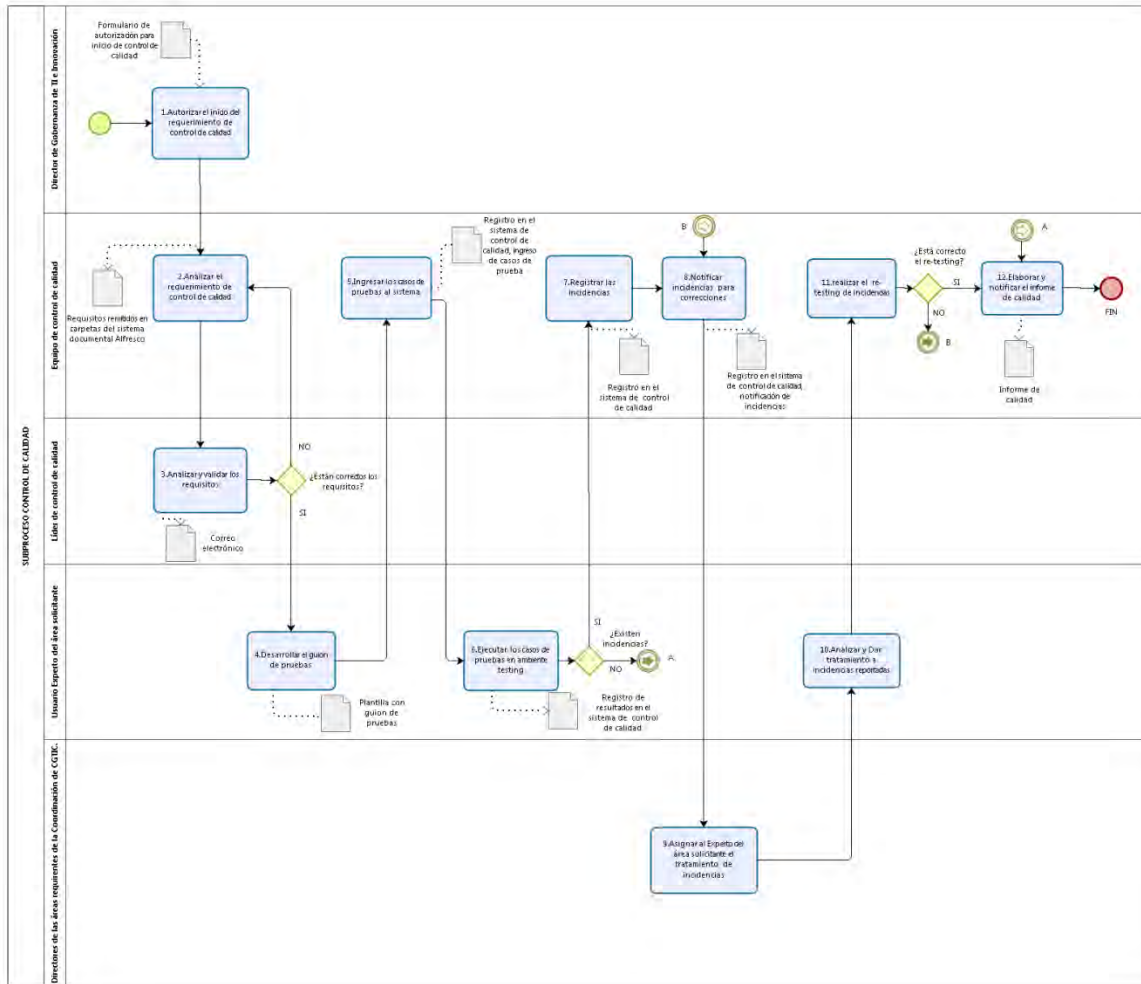 SUBPROCESO CONTROL DE CALIDAD
Director de Gobernanza de TI e Innovación
Formulario de
autorización para
inicio de control de
calidad
1.Autorizar el inicio del
requerimiento de
control de calidad
Equipo de control de calidad
2.Analizar el
requerimiento de
control de calidad
Requisitos remitidos en
carpetas del sistema
documental Alfresco
5.Ingresar los casos de
pruebas al sistema
Registro en el
sistema de
control de
calidad, ingreso
de casos de
prueba
7.Registrar las
incidencias
Registro en el
sistema de control
de calidad
B
8.Notificar
incidencias para
correcciones
Registro en el sistema
de control de calidad,
notificación de
incidencias
11.realizar el re-
testing de incidencias
¿Está correcto
el re-testing?
SI
NO
B
A
12.Elaborar y
notificar el informe
de calidad
Informe de
calidad
FIN
Líder de control de calidad
3.Analizar y validar los
requisitos
Correo
electrónico
NO
¿Están correctos los
requisitos?
SI
Usuario Experto del área solicitante
4.Desarrollar el guion
de pruebas
Plantilla con
guion de
pruebas
6.Ejecutar los casos de
pruebas en ambiente
testing
Registro de
resultados en el
sistema de control
de calidad
SI
¿Existen
incidencias?
NO
A
10.Analizar y Dar
tratamiento a
incidencias reportadas
Directores de las áreas requirentes de la Coordinación de CGTIC.
9.Asignar al Experto del
área solicitante el
tratamiento de
incidencias